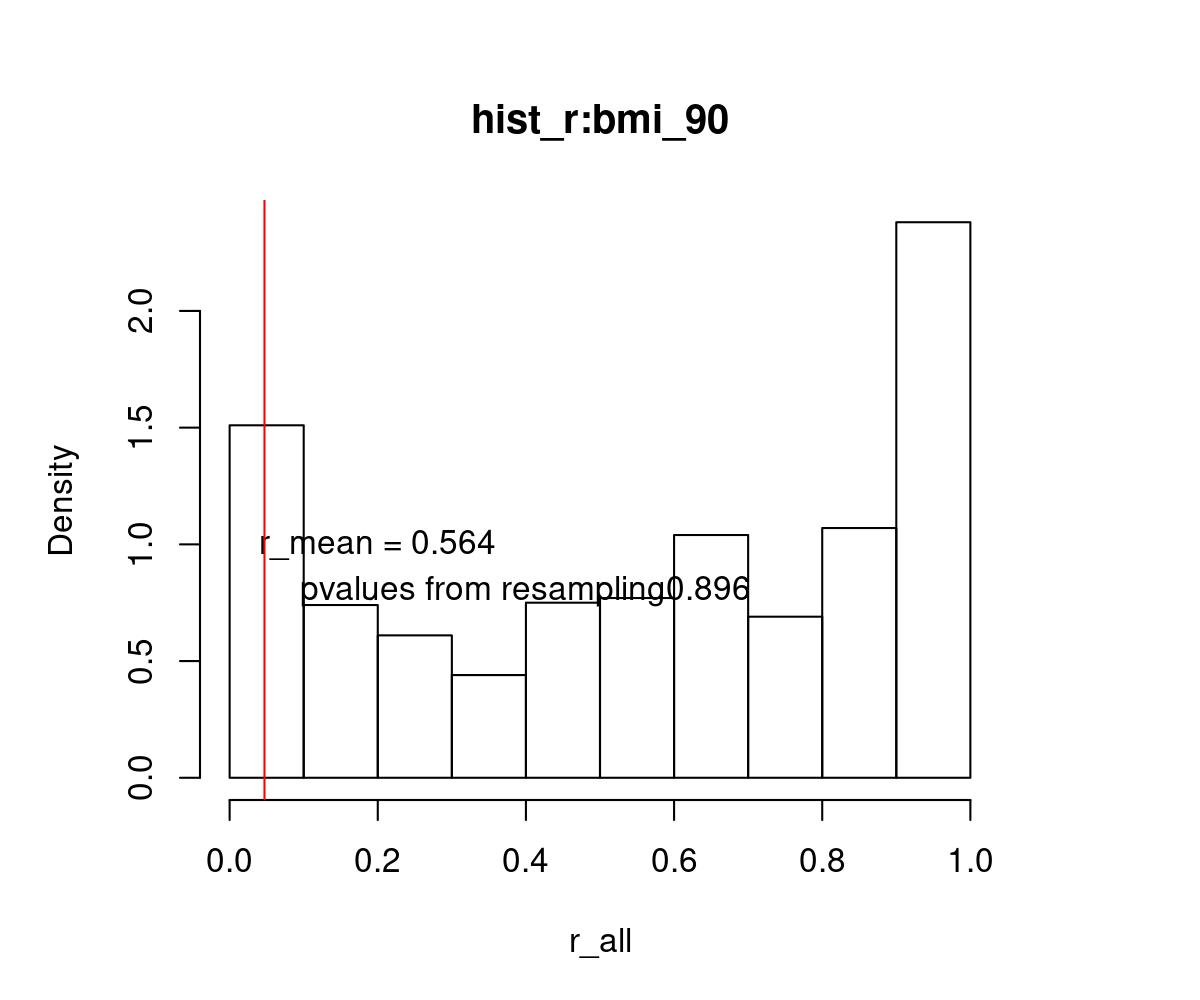 hist_r:bmi_90
Density
2.0
1.5
1.0
0.5
0.0
r_mean = 0.564
pvalues from resampling0.896
0.0 0.2 0.4 0.6 0.8 1.0
r_all